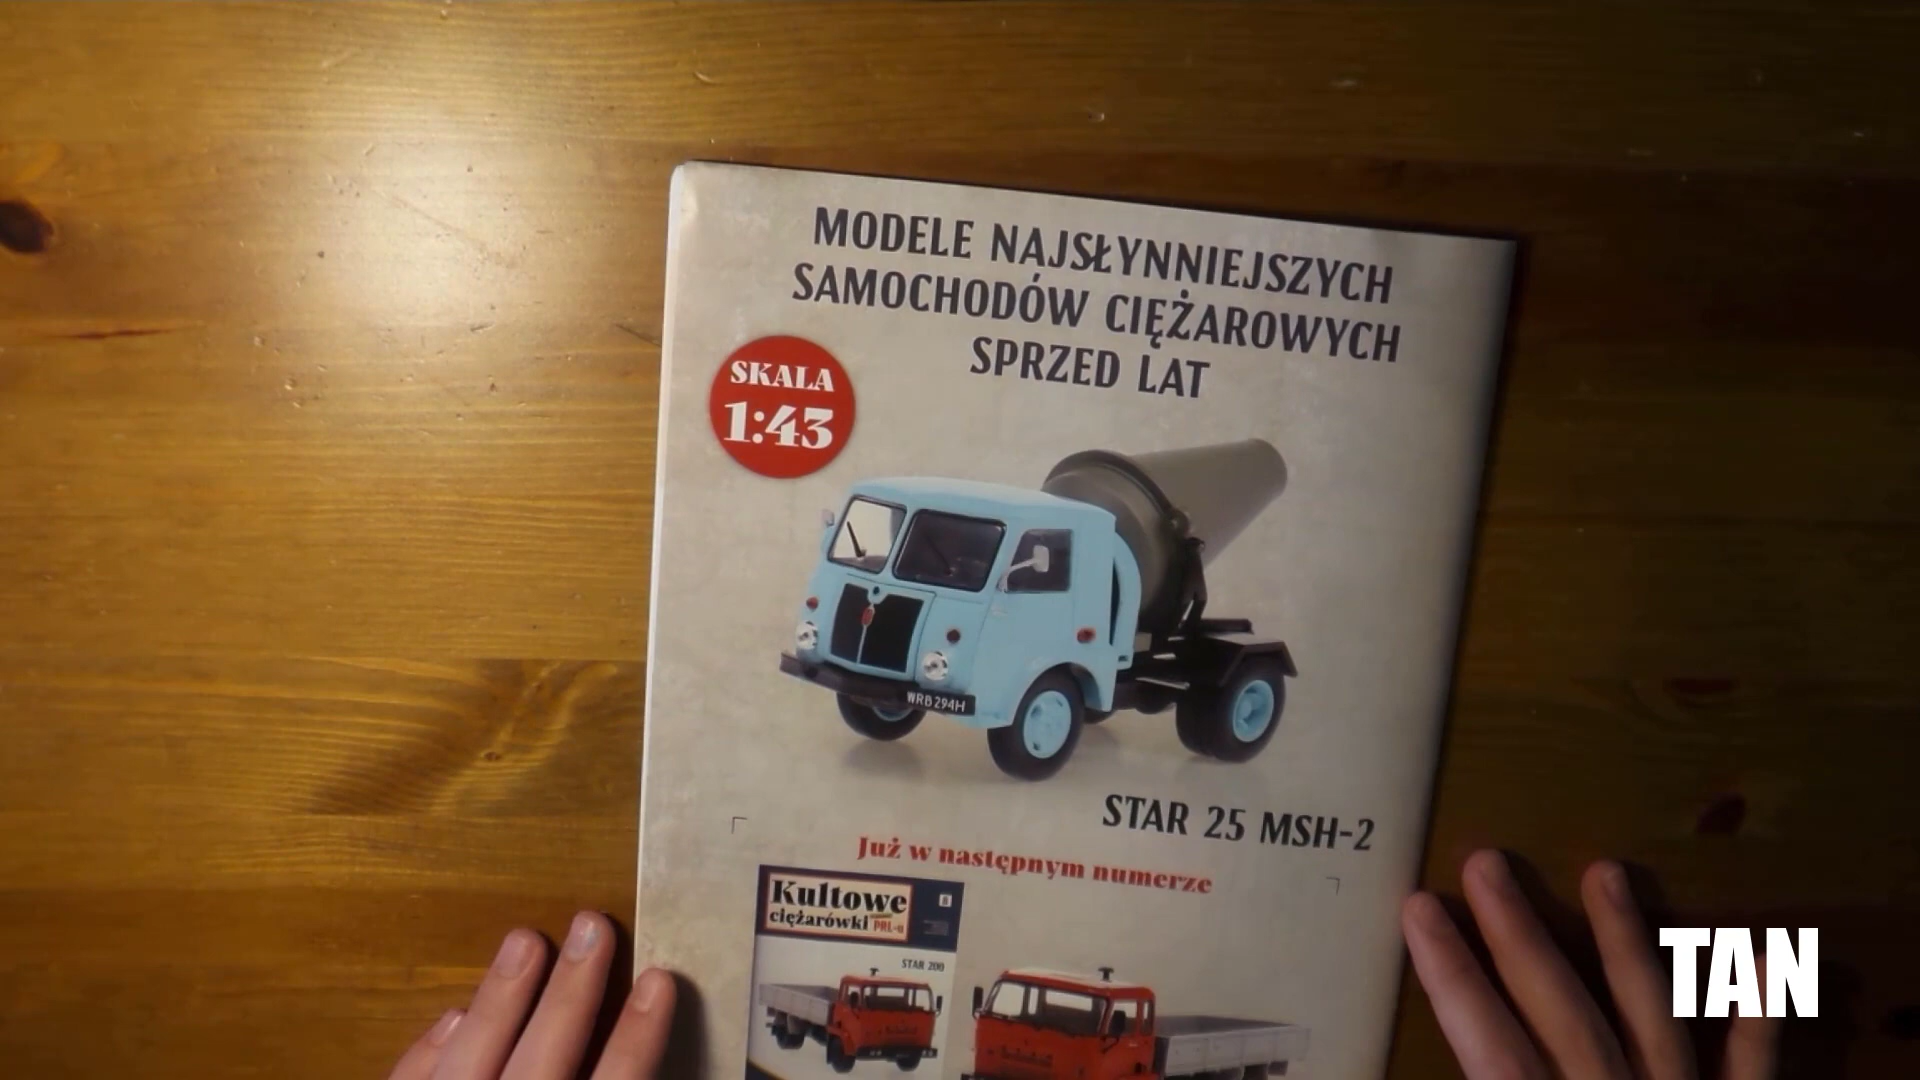 MODELE NAJSŁYNNIEJSZYCH
SAMOCHODÓW CIĘŻAROWYCH
SPRZED LAT
SKALA
1:43
WRB 294H
STAR 25 MSH-2
Już w następnym numerze
Kultowe
ciężarówki
PRL-u
STAR 200
TAN